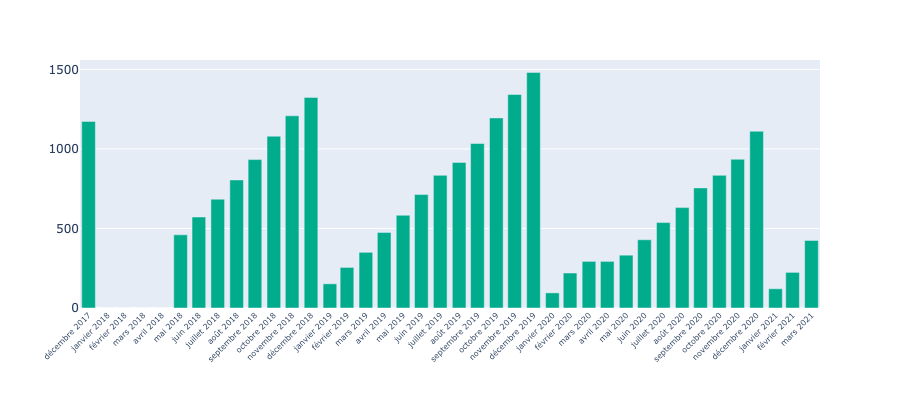 1500
1000
500
0
décembre 2017
janvier 2018
février 2018
mars 2018
avril 2018
mai 2018
juin 2018
juillet 2018
août 2018
septembre 2018
octobre 2018
novembre 2018
décembre 2018
janvier 2019
février 2019
mars 2019
avril 2019
mai 2019
juin 2019
juillet 2019
août 2019
septembre 2019
octobre 2019
novembre 2019
décembre 2019
janvier 2020
février 2020
mars 2020
avril 2020
mai 2020
juin 2020
juillet 2020
août 2020
septembre 2020
octobre 2020
novembre 2020
décembre 2020
janvier 2021
février 2021
mars 2021